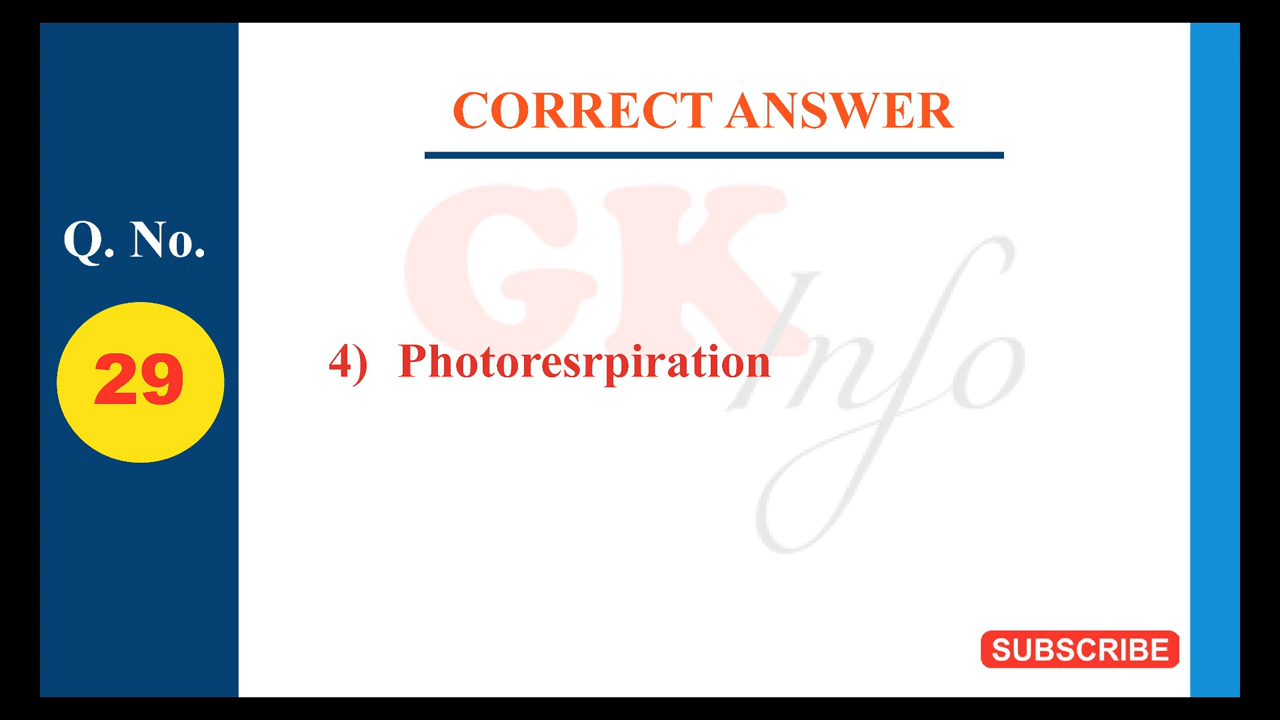 CORRECT ANSWER
GK Info
Q. No.
29
4) Photoresrpiration
SUBSCRIBE